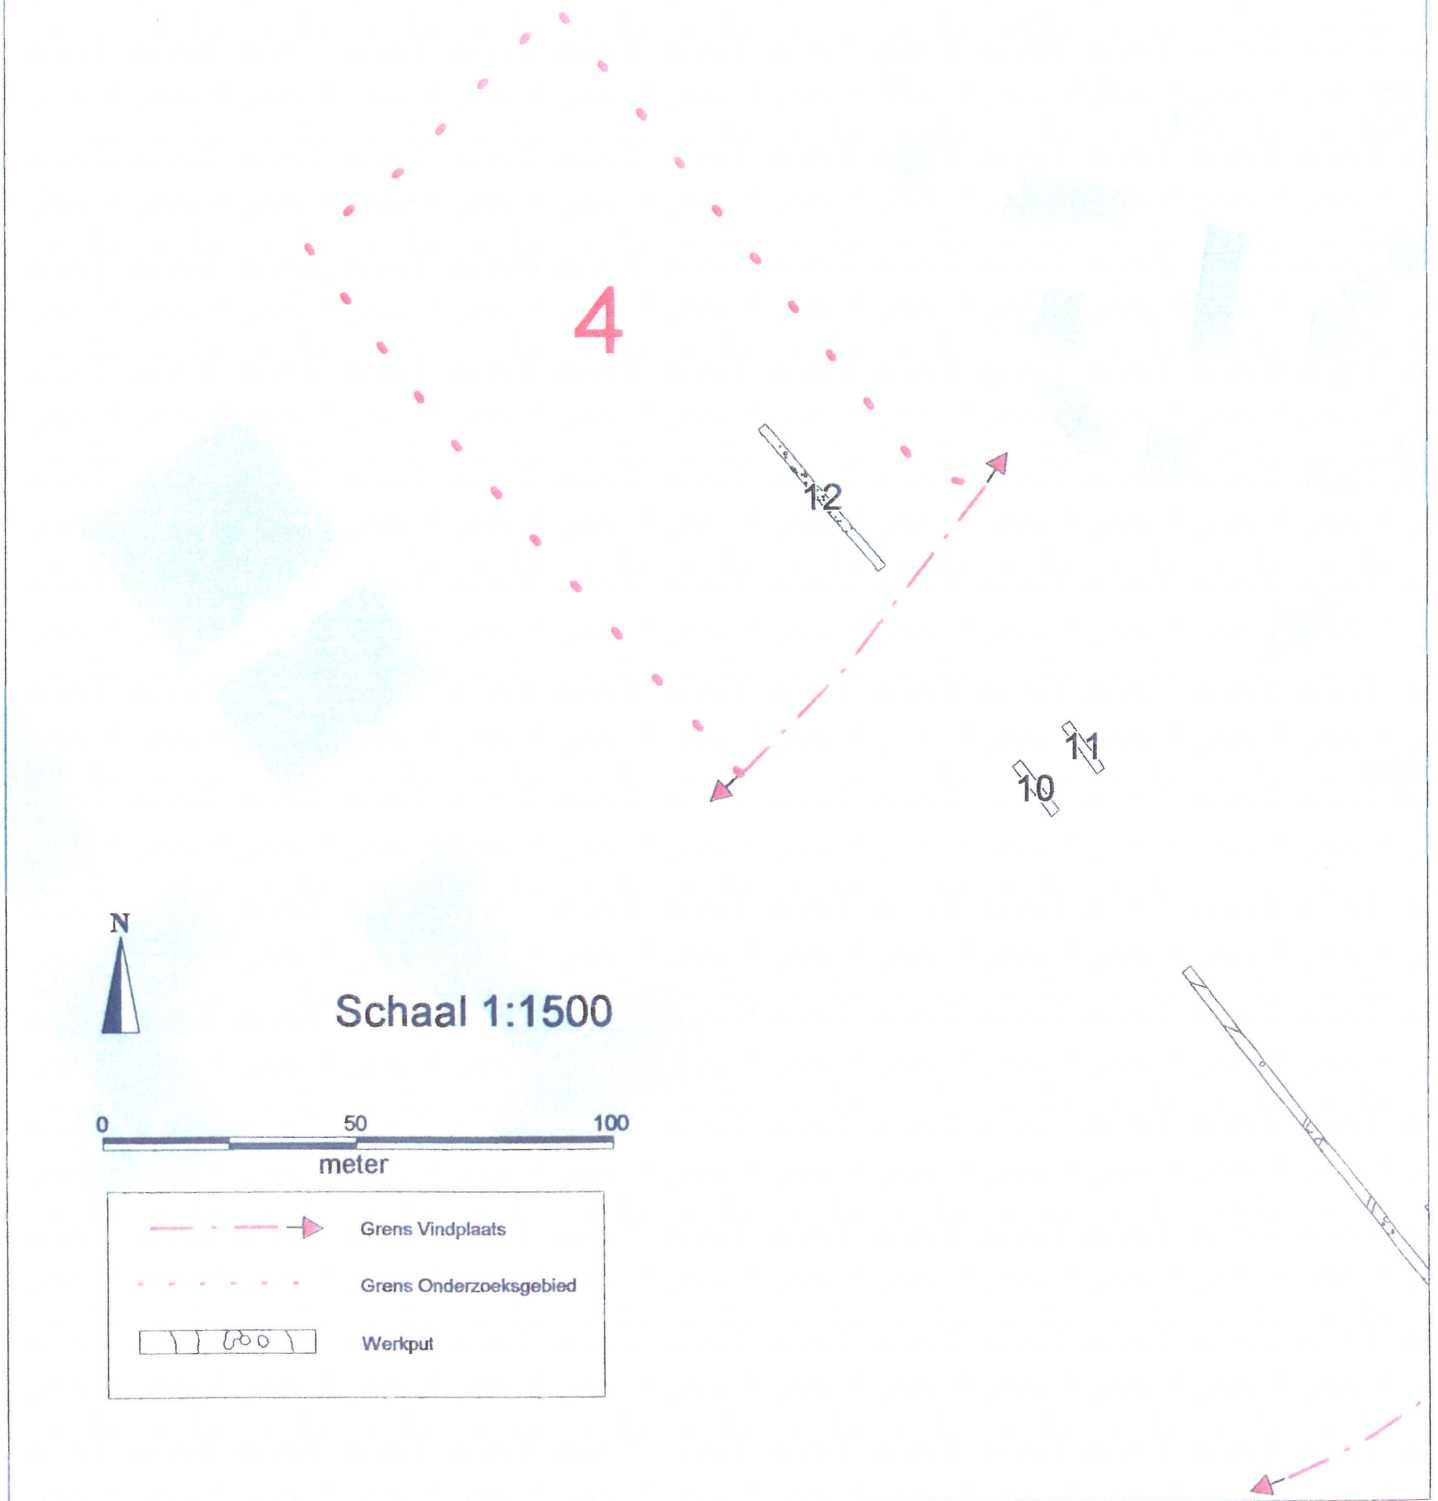 4
12
11
10
N
Schaal 1:1500
0 50 100
meter
Grens Vindplaats
Grens Onderzoeksgebied
Werkput